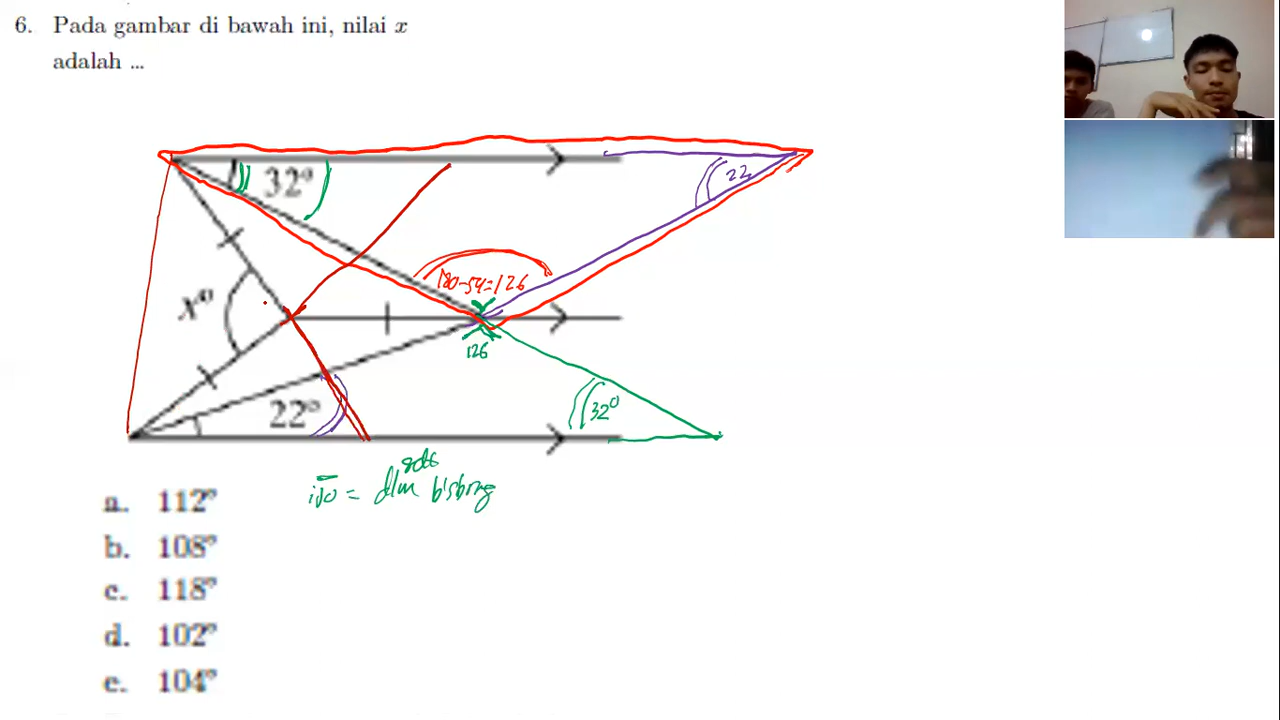 6. Pada gambar di bawah ini, nilai x
adalah ...
32°
22
180-54=126
x°
126
22°
32°
sdt
ijo = dlm b'sbrng
a. 112°
b. 108°
c. 118°
d. 102°
e. 104°